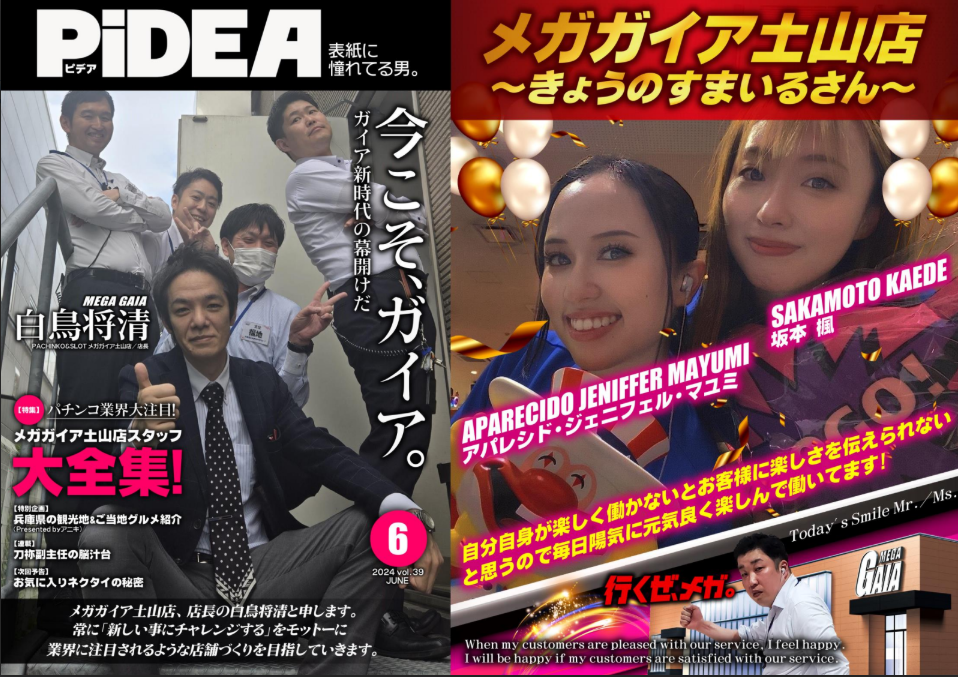 PiDEA
ピデア
表紙に
憧れてる男。
今こそ、ガイア。
ガイア新時代の幕開けだ
MEGA GAIA
白鳥将清
PACHINKO&SLOT メガガイア土山店／店長
【特集】パチンコ業界大注目!
メガガイア土山店スタッフ
大全集!
【特別企画】
兵庫県の観光地&ご当地グルメ紹介
(Presented byアニキ)
【連載】
刀祢副主任の脳汁台
【次回予告】
お気に入りネクタイの秘密
6
2024 vol.39
JUNE
メガガイア土山店、店長の白鳥将清と申します。
常に「新しい事にチャレンジする」をモットーに
業界に注目されるような店舗づくりを目指していきます。
メガガイア土山店
～きょうのすまいるさん～
SAKAMOTO KAEDE
坂本 楓
APARECIDO JENIFFER MAYUMI
アパレシド・ジェニフェル・マユミ
自分自身が楽しく働かないとお客様に楽しさを伝えられない
と思うので毎日陽気に元気良く楽しんで働いてます!
Today's Smile Mr.／Ms.
行くぜ、メガ。
MEGA
GAIA
When my customers are pleased with our service, I feel happy.
I will be happy if my customers are satisfied with our service.